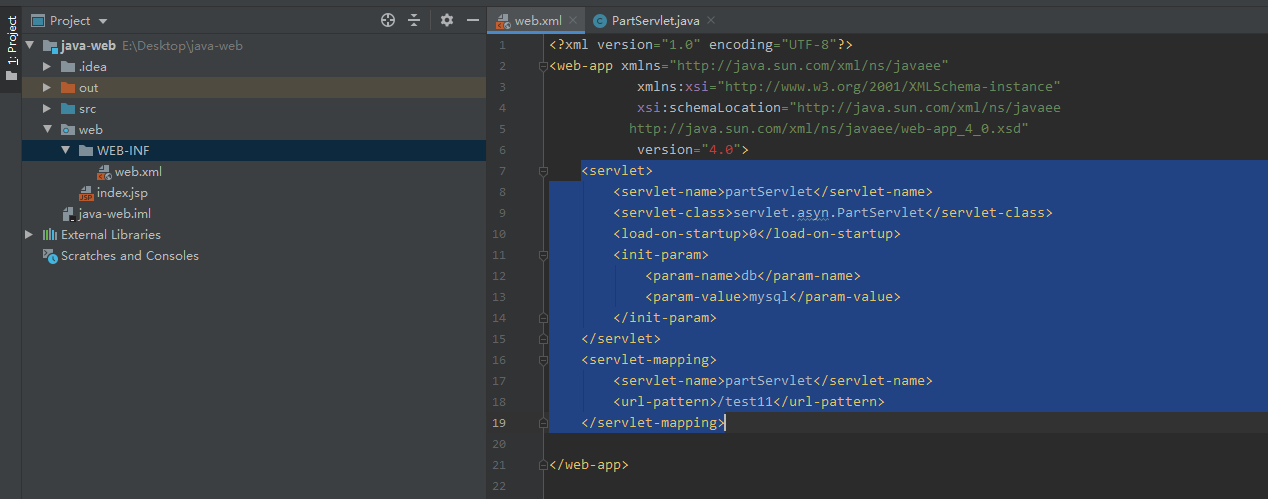 1: Project
Project
java-web E:\Desktop\java-web
.idea
out
src
web
WEB-INF
web.xml
index.jsp
java-web.iml
External Libraries
Scratches and Consoles
web.xml
PartServlet.java
1 <?xml version="1.0" encoding="UTF-8"?>
2 <web-app xmlns="http://java.sun.com/xml/ns/javaee"
3 xmlns:xsi="http://www.w3.org/2001/XMLSchema-instance"
4 xsi:schemaLocation="http://java.sun.com/xml/ns/javaee
5 http://java.sun.com/xml/ns/javaee/web-app_4_0.xsd"
6 version="4.0">
7 <servlet>
8 <servlet-name>partServlet</servlet-name>
9 <servlet-class>servlet.asyn.PartServlet</servlet-class>
10 <load-on-startup>0</load-on-startup>
11 <init-param>
12 <param-name>db</param-name>
13 <param-value>mysql</param-value>
14 </init-param>
15 </servlet>
16 <servlet-mapping>
17 <servlet-name>partServlet</servlet-name>
18 <url-pattern>/test11</url-pattern>
19 </servlet-mapping>
20
21 </web-app>
22